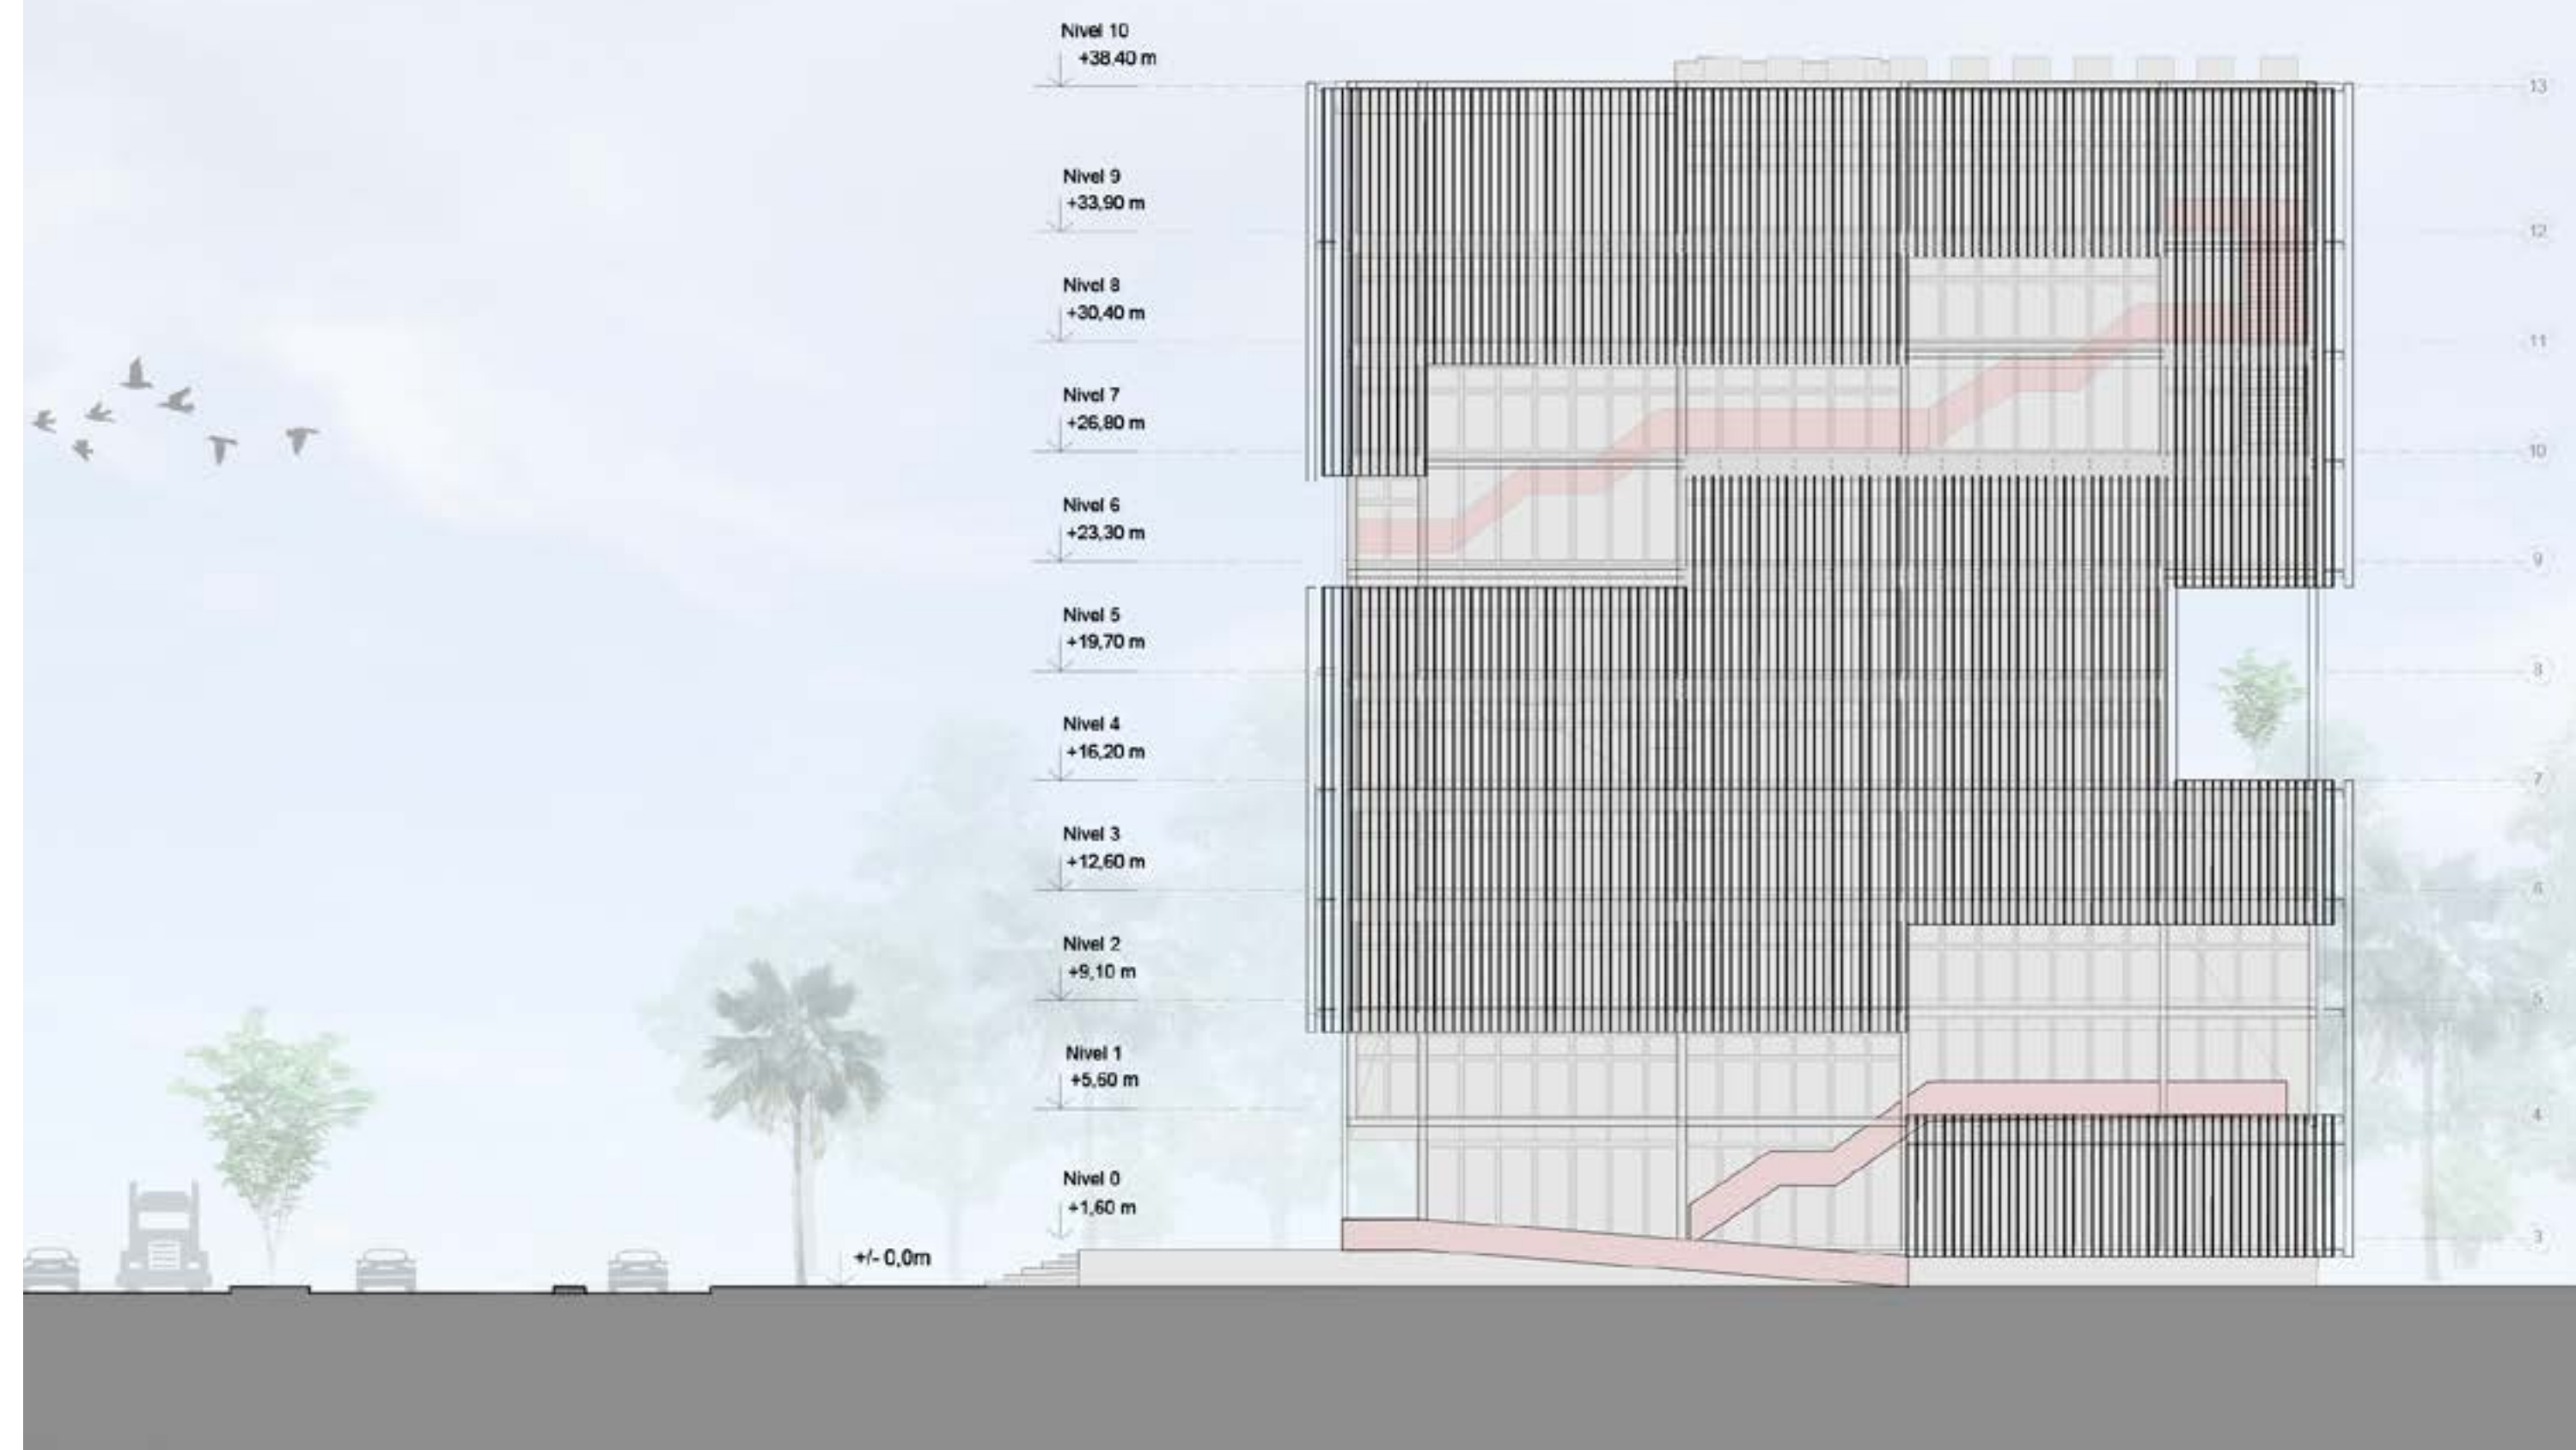 Nivel 10
+38.40 m
13
Nivel 9
+33,90 m
12
Nivel 8
+30,40 m
11
Nivel 7
+26,80 m
10
Nivel 6
+23,30 m
9
Nivel 5
+19,70 m
8
Nivel 4
+16,20 m
7
Nivel 3
+12,60 m
6
Nivel 2
+9,10 m
5
Nivel 1
+5,60 m
4
Nivel 0
+1,60 m
3
+/- 0,0m